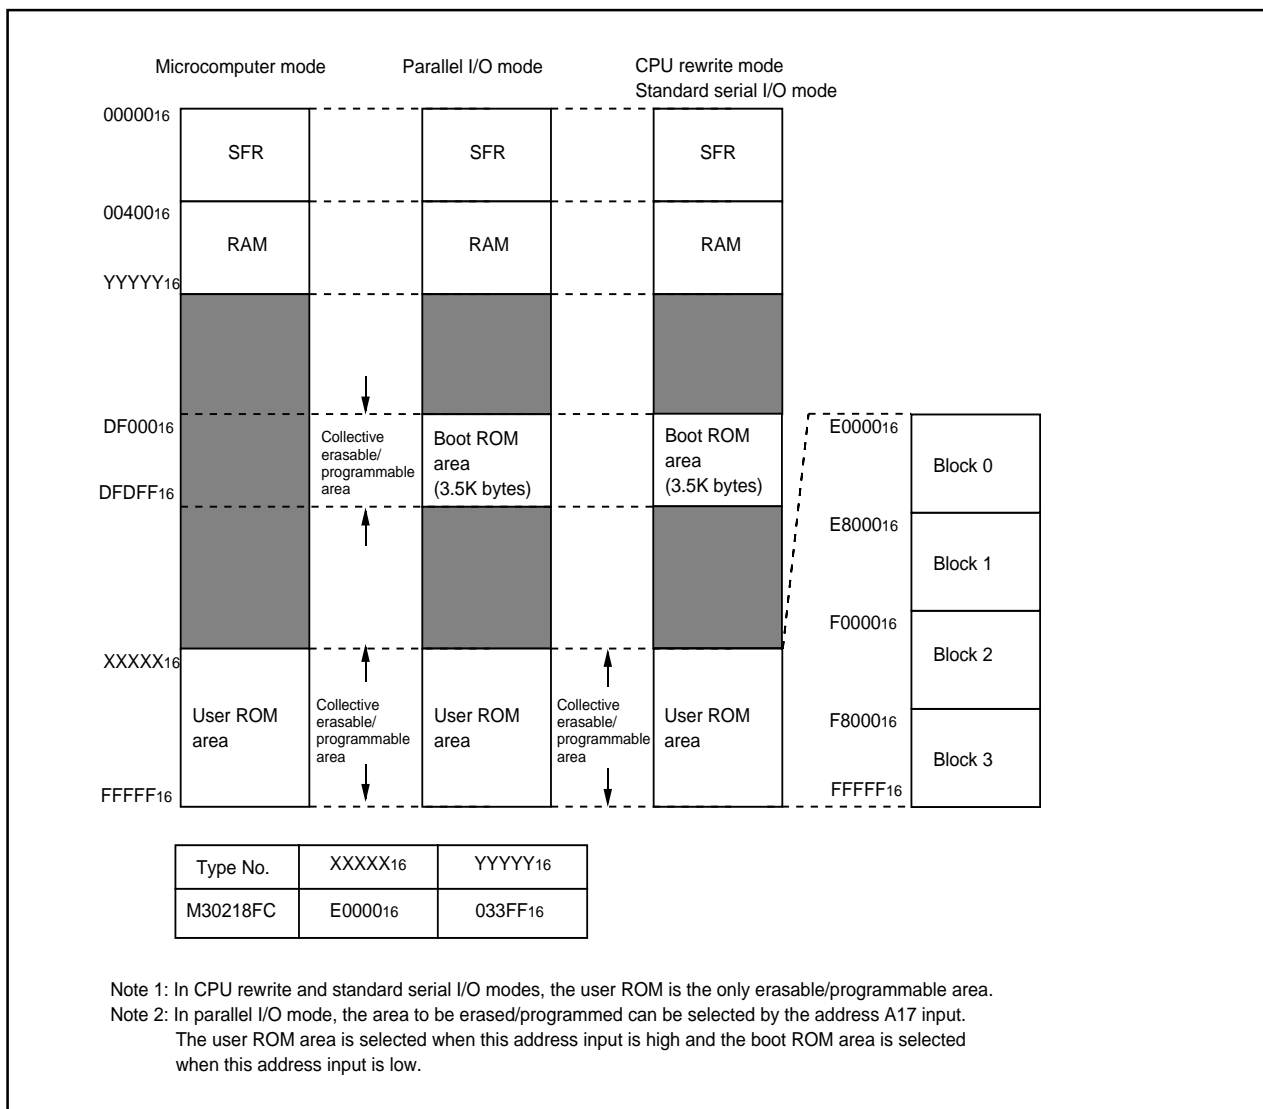 Microcomputer mode
Parallel I/O mode
CPU rewrite mode
Standard serial I/O mode
0000016
SFR
SFR
SFR
0040016
RAM
RAM
RAM
YYYYY16
DF00016
Collective
erasable/
programmable
area
Boot ROM
area
(3.5K bytes)
Boot ROM
area
(3.5K bytes)
DFDFF16
E000016
Block 0
E800016
Block 1
F000016
Block 2
F800016
Block 3
FFFFF16
XXXXX16
User ROM
area
Collective
erasable/
programmable
area
User ROM
area
Collective
erasable/
programmable
area
User ROM
area
FFFFF16
Type No.
XXXXX16
YYYYY16
M30218FC
E000016
033FF16
Note 1: In CPU rewrite and standard serial I/O modes, the user ROM is the only erasable/programmable area.
Note 2: In parallel I/O mode, the area to be erased/programmed can be selected by the address A17 input.
The user ROM area is selected when this address input is high and the boot ROM area is selected
when this address input is low.